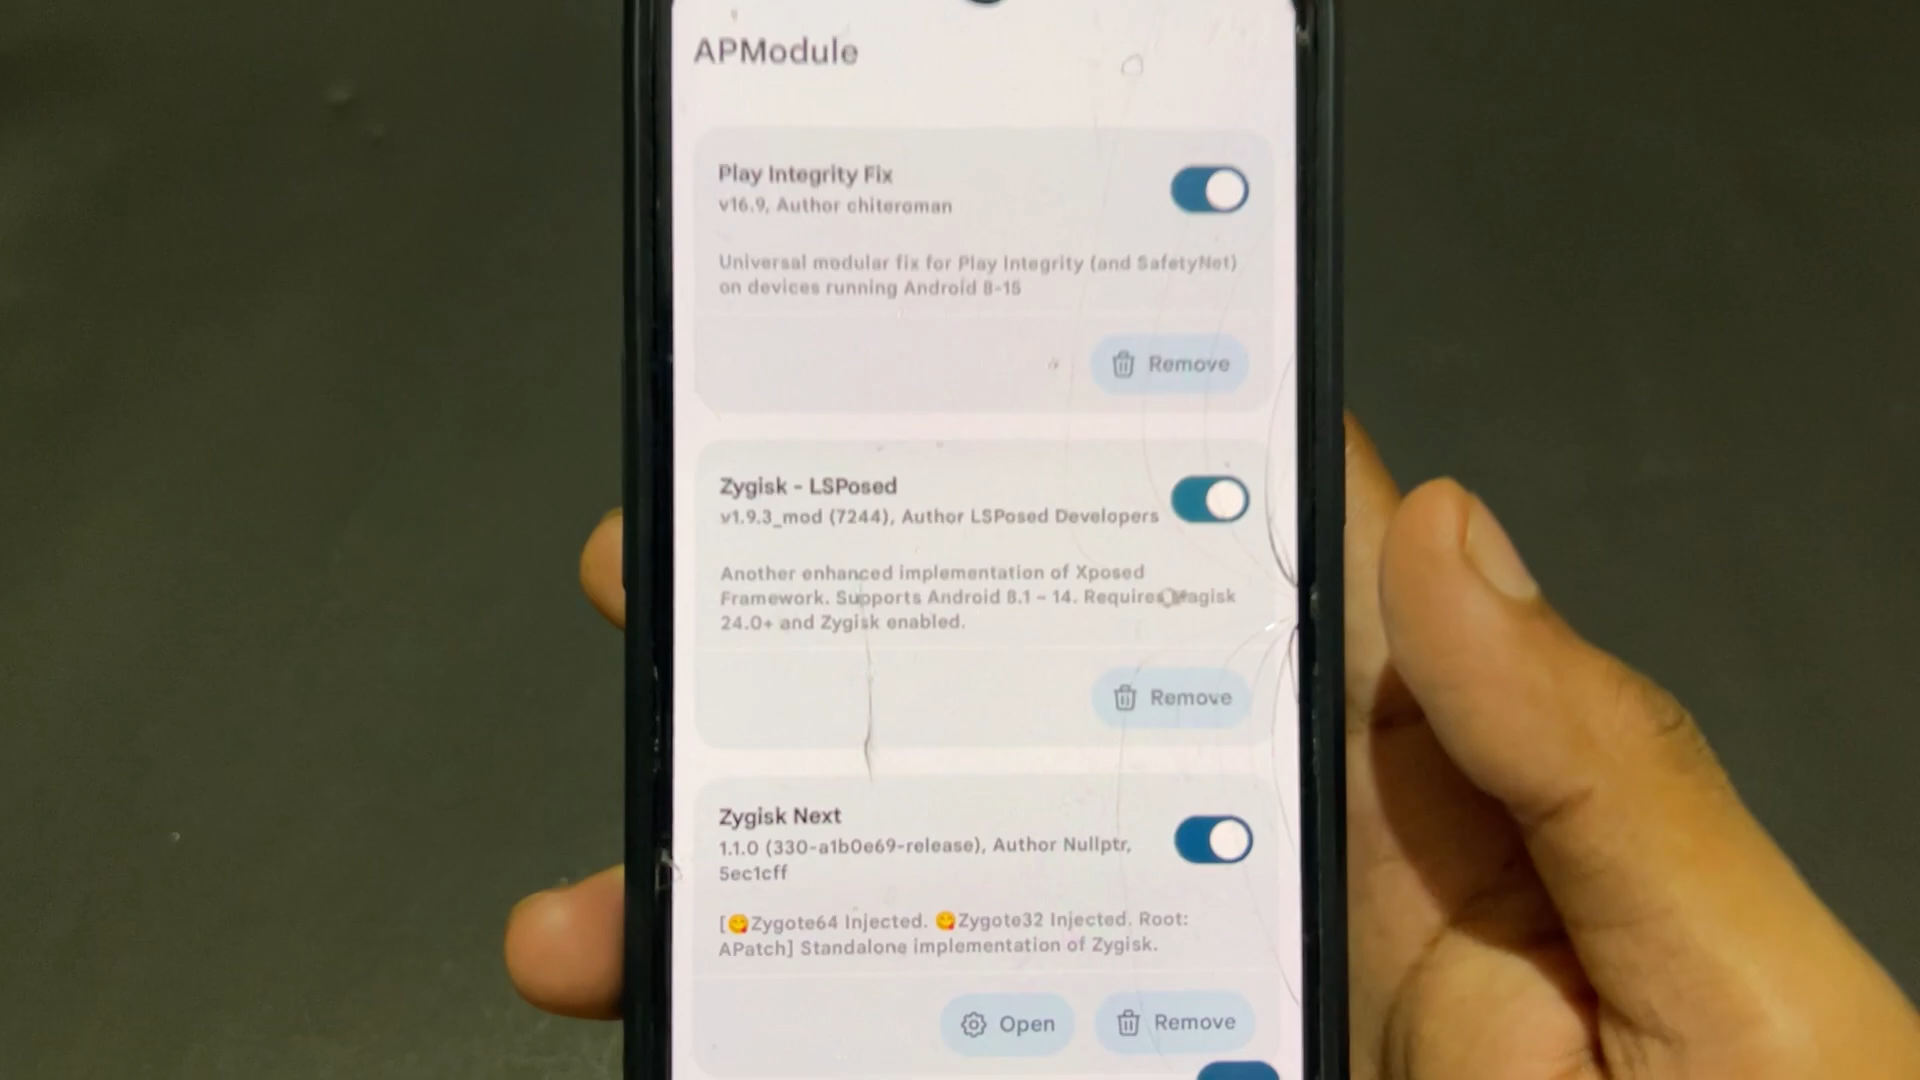 APModule
Play Integrity Fix
v16.9, Author chiteroman
Universal modular fix for Play Integrity (and SafetyNet)
on devices running Android 8-15
Remove
Zygisk - LSPosed
v1.9.3_mod (7244), Author LSPosed Developers
Another enhanced implementation of Xposed
Framework. Supports Android 8.1 - 14. Requires Magisk
24.0+ and Zygisk enabled.
Remove
Zygisk Next
1.1.0 (330-a1b0e69-release), Author Nullptr,
5ec1cff
[😋Zygote64 Injected. 😋Zygote32 Injected. Root:
APatch] Standalone implementation of Zygisk.
Open
Remove